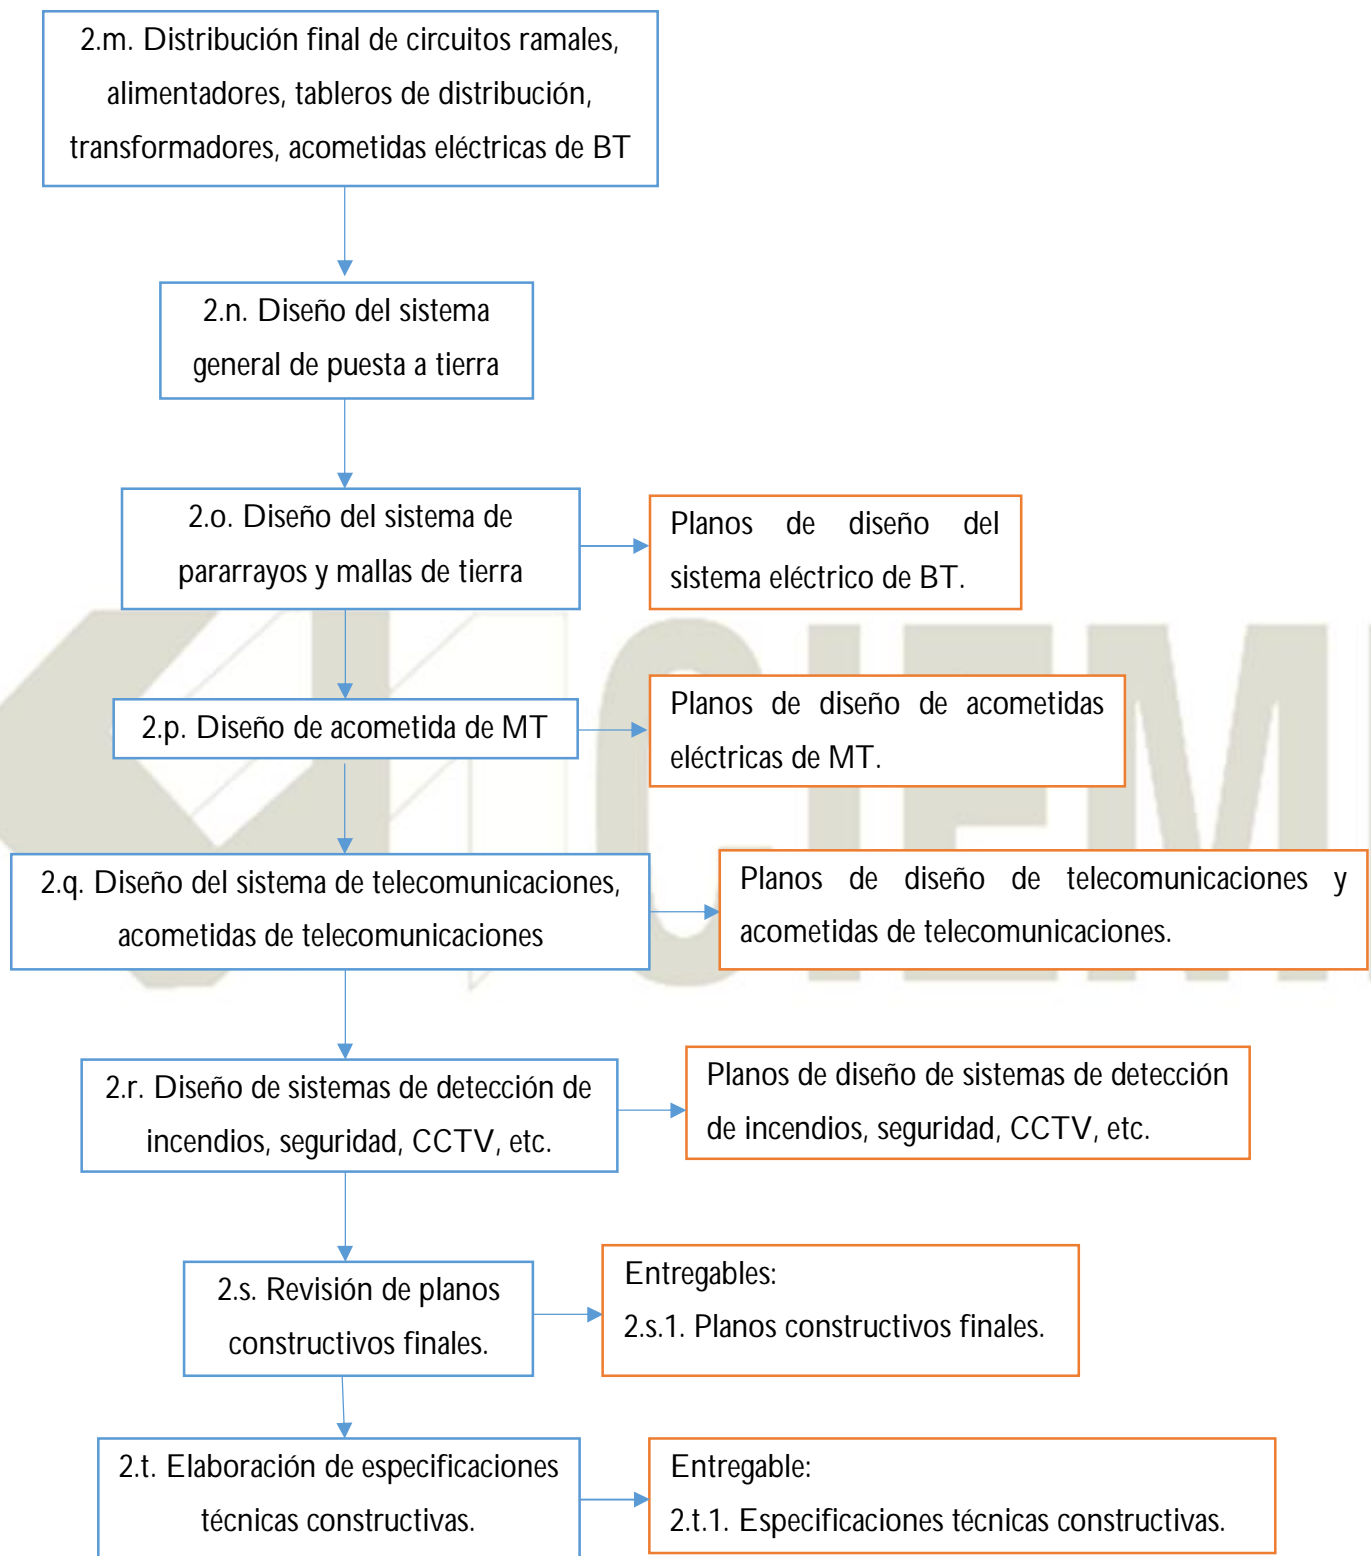 2.m. Distribución final de circuitos ramales,
alimentadores, tableros de distribución,
transformadores, acometidas eléctricas de BT
2.n. Diseño del sistema
general de puesta a tierra
2.o. Diseño del sistema de
pararrayos y mallas de tierra
Planos de diseño del
sistema eléctrico de BT.
2.p. Diseño de acometida de MT
Planos de diseño de acometidas
eléctricas de MT.
2.q. Diseño del sistema de telecomunicaciones,
acometidas de telecomunicaciones
Planos de diseño de telecomunicaciones y
acometidas de telecomunicaciones.
2.r. Diseño de sistemas de detección de
incendios, seguridad, CCTV, etc.
Planos de diseño de sistemas de detección
de incendios, seguridad, CCTV, etc.
2.s. Revisión de planos
constructivos finales.
Entregables:
2.s.1. Planos constructivos finales.
2.t. Elaboración de especificaciones
técnicas constructivas.
Entregable:
2.t.1. Especificaciones técnicas constructivas.
CIEM